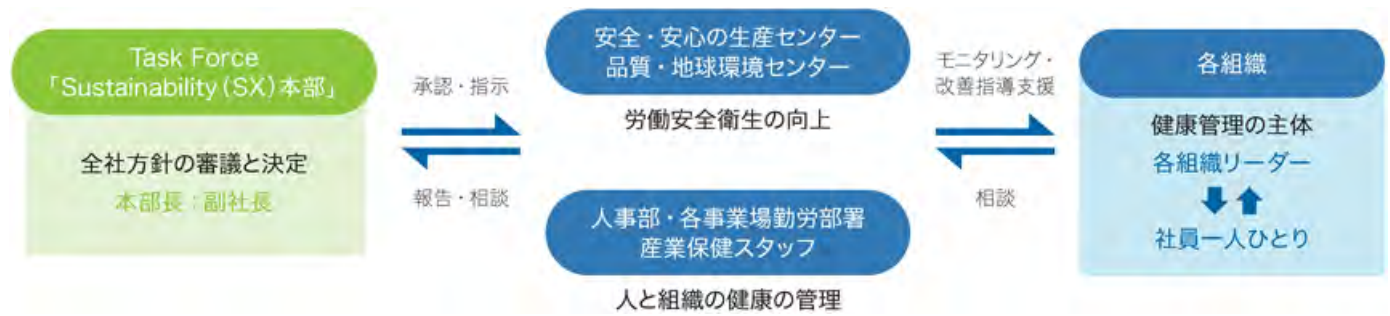 Task Force
「Sustainability(SX)本部」
全社方針の審議と決定
本部長:副社長
承認・指示
報告・相談
安全・安心の生産センター
品質・地球環境センター
労働安全衛生の向上
人事部・各事業場勤労部署
産業保健スタッフ
人と組織の健康の管理
モニタリング・
改善指導支援
相談
各組織
健康管理の主体
各組織リーダー
社員一人ひとり